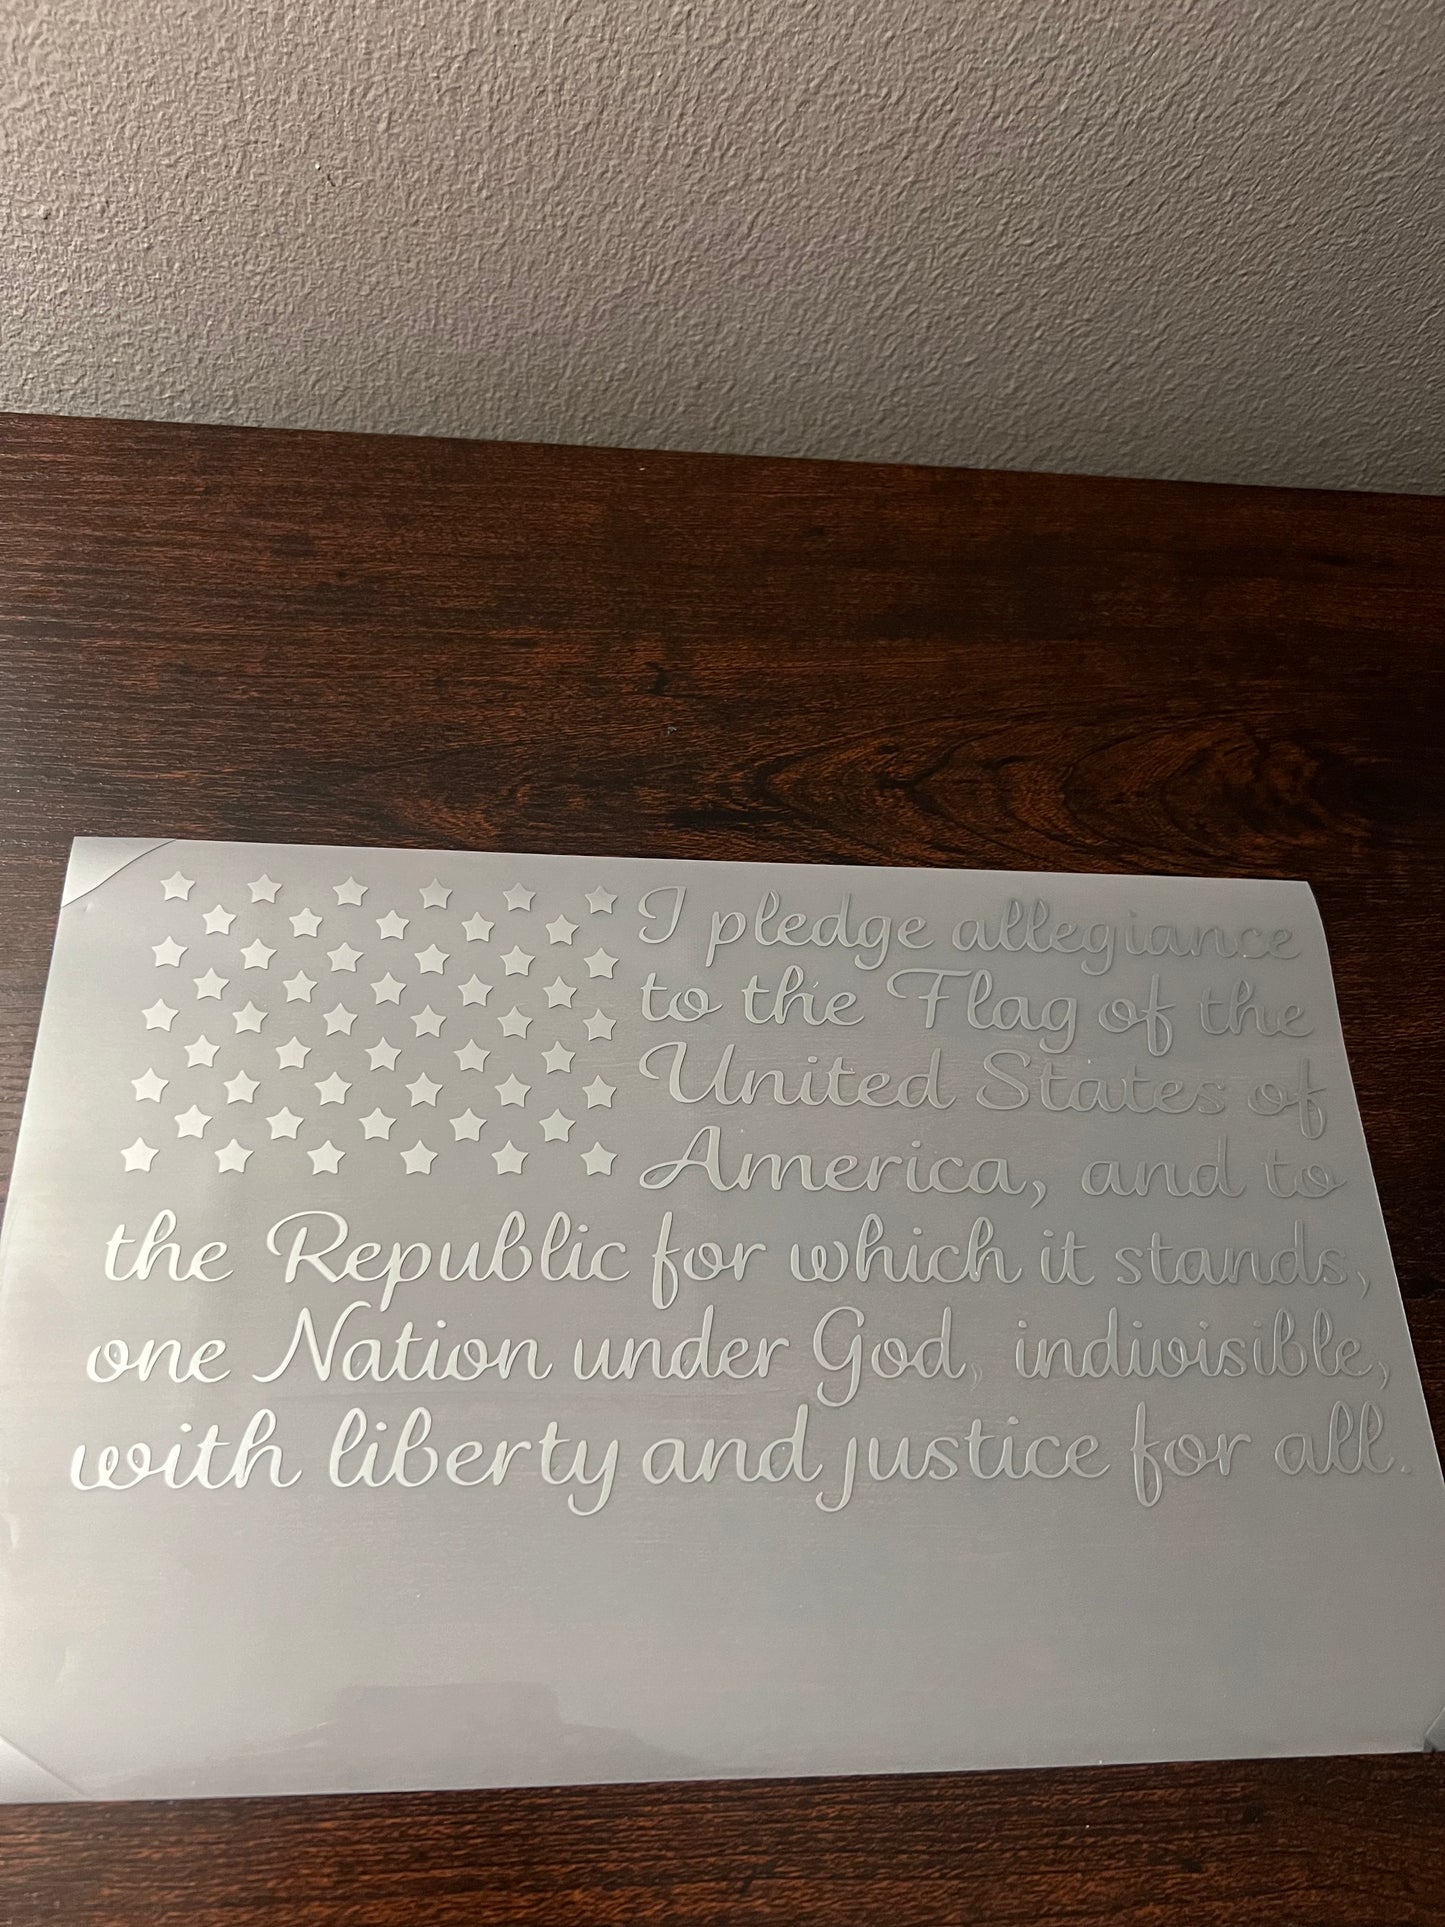 I pledge allegiance
to the Flag of the
United States of
America, and to
the Republic for which it stands,
one Nation under God, indivisible,
with liberty and justice for all.